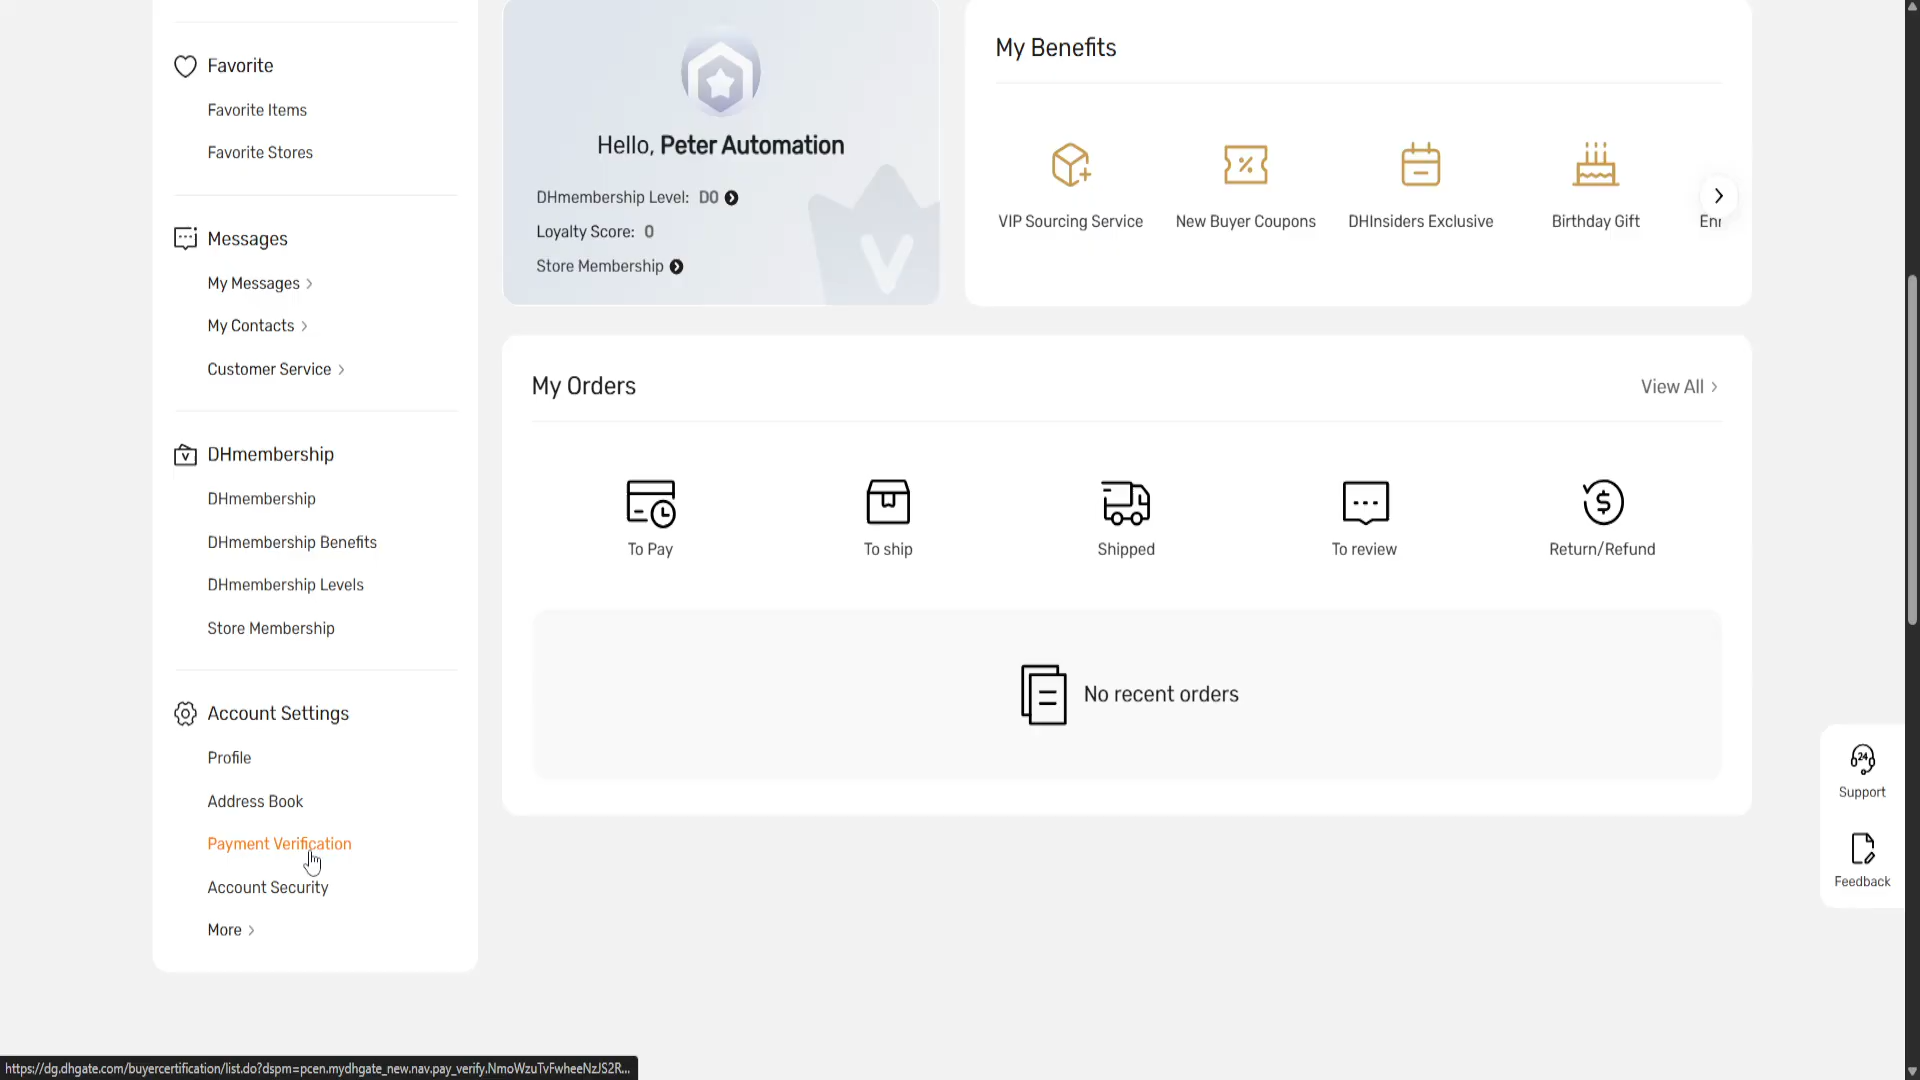 Favorite
Favorite Items
Favorite Stores
Messages
My Messages
My Contacts
Customer Service
DHmembership
DHmembership
DHmembership Benefits
DHmembership Levels
Store Membership
Account Settings
Profile
Address Book
Payment Verification
Account Security
More
Hello, Peter Automation
DHmembership Level: D0
Loyalty Score: 0
Store Membership
My Benefits
VIP Sourcing Service
New Buyer Coupons
DHInsiders Exclusive
Birthday Gift
My Orders
View All
To Pay
To ship
Shipped
To review
Return/Refund
No recent orders
24
Support
Feedback
https://dg.dhgate.com/buyercertification/list.do?dspm=pcen.mydhgate_new.nav.pay_verify.NmoWzuTvFwheeNzJS2R...